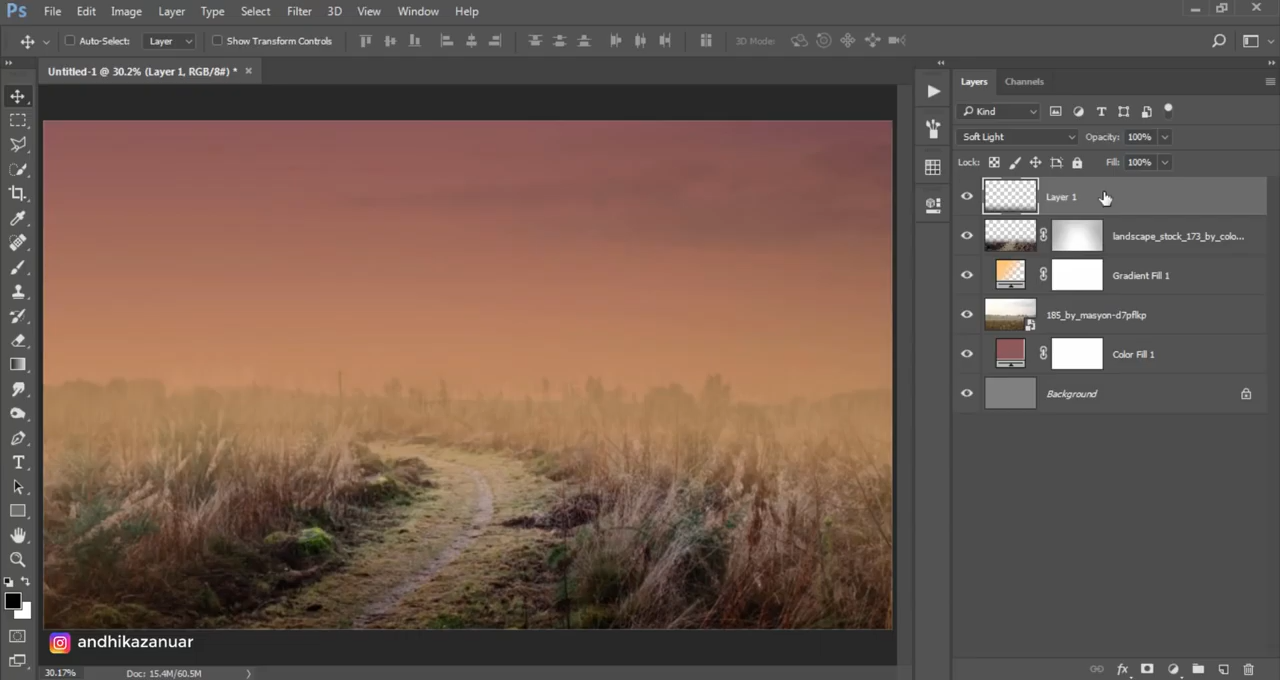 Ps File Edit Image Layer Type Select Filter 3D View Window Help
Auto-Select: Layer Show Transform Controls 3D Mode:
Untitled-1 @ 30.2% (Layer 1, RGB/8#) *
Layers Channels
Kind
Soft Light Opacity: 100%
Lock: Fill: 100%
Layer 1
landscape_stock_173_by_colo...
Gradient Fill 1
185_by_masyon-d7pflkp
Color Fill 1
Background
andhikazanuar
30.17% Doc: 15.4M/60.5M